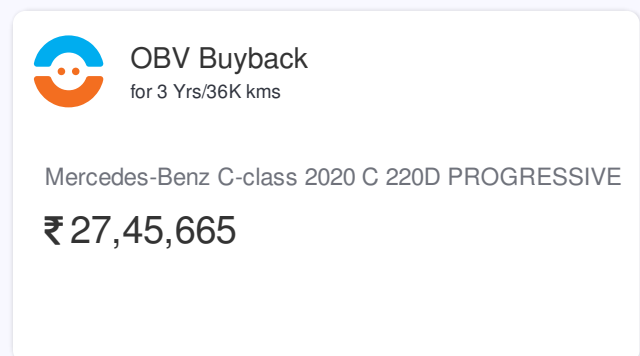 OBV Buyback
for 3 Yrs/36K kms
Mercedes-Benz C-class 2020 C 220D PROGRESSIVE
₹ 27,45,665